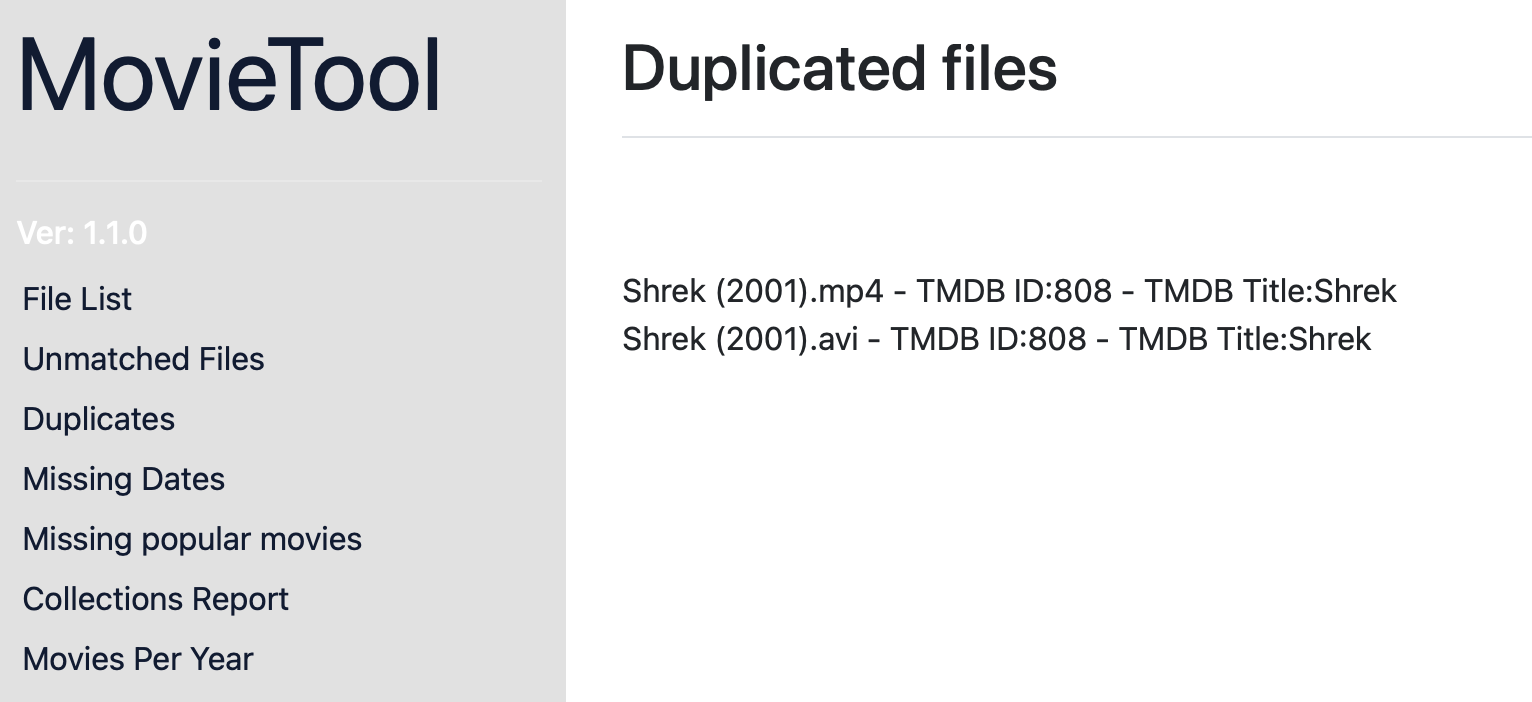 MovieTool
Ver: 1.1.0
File List
Unmatched Files
Duplicates
Missing Dates
Missing popular movies
Collections Report
Movies Per Year
Duplicated files
Shrek (2001).mp4 - TMDB ID:808 - TMDB Title:Shrek
Shrek (2001).avi - TMDB ID:808 - TMDB Title:Shrek